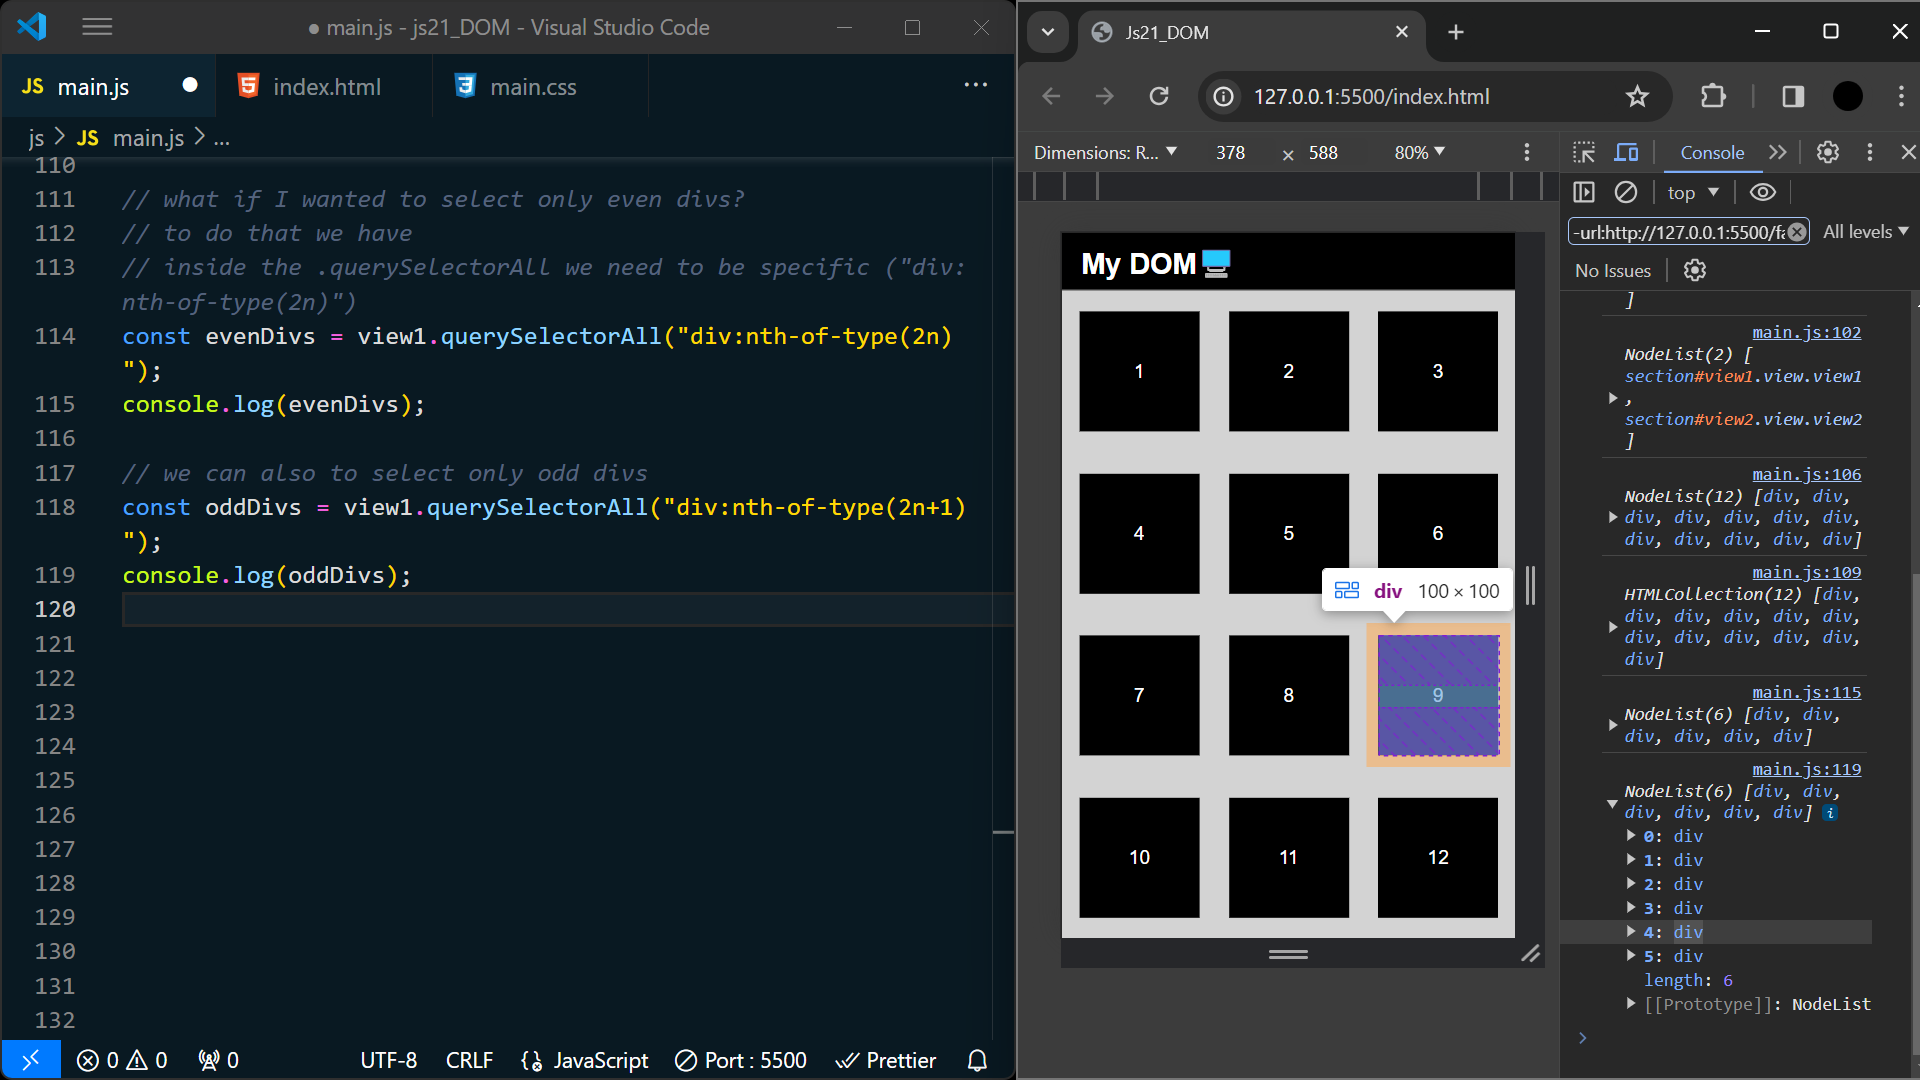 ● main.js - js21_DOM - Visual Studio Code
JS main.js
index.html
main.css
js > JS main.js > ...
110
111 // what if I wanted to select only even divs?
112 // to do that we have
113 // inside the .querySelectorAll we need to be specific ("div:
nth-of-type(2n)")
114 const evenDivs = view1.querySelectorAll("div:nth-of-type(2n)
");
115 console.log(evenDivs);
116
117 // we can also to select only odd divs
118 const oddDivs = view1.querySelectorAll("div:nth-of-type(2n+1)
");
119 console.log(oddDivs);
120
121
122
123
124
125
126
127
128
129
130
131
132
0 0 0 UTF-8 CRLF JavaScript Port : 5500 Prettier
Js21_DOM
127.0.0.1:5500/index.html
Dimensions: R... 378 × 588 80%
My DOM
1 2 3
4 5 6
div 100 × 100
7 8 9
10 11 12
Console
top
-url:http://127.0.0.1:5500/fa All levels
No Issues
]
main.js:102
NodeList(2) [
section#view1.view.view1
,
section#view2.view.view2
]
main.js:106
NodeList(12) [div, div,
div, div, div, div, div,
div, div, div, div, div]
main.js:109
HTMLCollection(12) [div,
div, div, div, div, div,
div, div, div, div, div,
div]
main.js:115
NodeList(6) [div, div,
div, div, div, div]
main.js:119
NodeList(6) [div, div,
div, div, div, div] i
0: div
1: div
2: div
3: div
4: div
5: div
length: 6
[[Prototype]]: NodeList